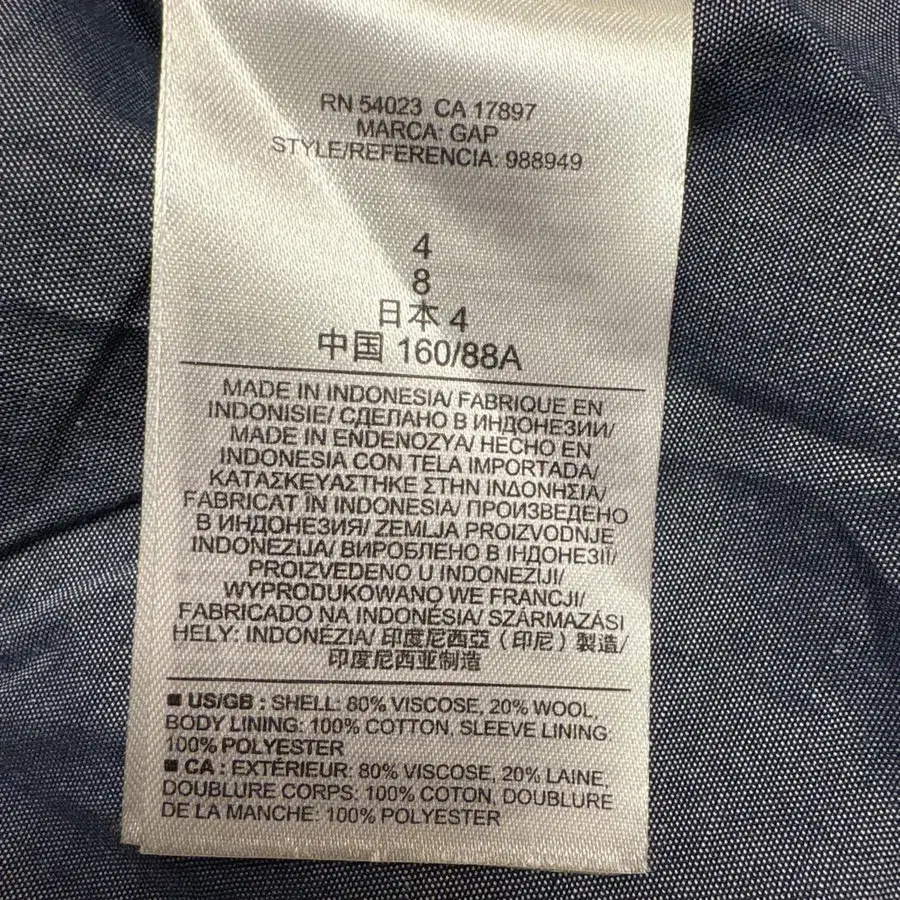 RN 54023 CA 17897
MARCA: GAP
STYLE/REFERENCIA: 988949
4
8
日本 4
中国 160/88A
MADE IN INDONESIA/ FABRIQUE EN
INDONISIE/ СДЕЛАНО В ИНДОНЕЗИИ/
MADE IN ENDENOZYA/ HECHO EN
INDONESIA CON TELA IMPORTADA/
ΚΑΤΑΣΚΕΥΑΣΤΗΚΕ ΣΤΗΝ ΙΝΔΟΝΗΣΙΑ/
FABRICAT ÎN INDONESIA/ ПРОИЗВЕДЕНО
В ИНДОНЕЗИЯ/ ZEMLJA PROIZVODNJE
INDONEZIJA/ ВИРОБЛЕНО В ІНДОНЕЗІЇ/
PROIZVEDENO U INDONEZIJI/
WYPRODUKOWANO WE FRANCJI/
FABRICADO NA INDONÉSIA/ SZÁRMAZÁSI
HELY: INDONÉZIA/ 印度尼西亞（印尼）製造/
印度尼西亚制造
■ US/GB : SHELL: 80% VISCOSE, 20% WOOL,
BODY LINING: 100% COTTON, SLEEVE LINING:
100% POLYESTER
■ CA : EXTÉRIEUR: 80% VISCOSE, 20% LAINE,
DOUBLURE CORPS: 100% COTON, DOUBLURE
DE LA MANCHE: 100% POLYESTER